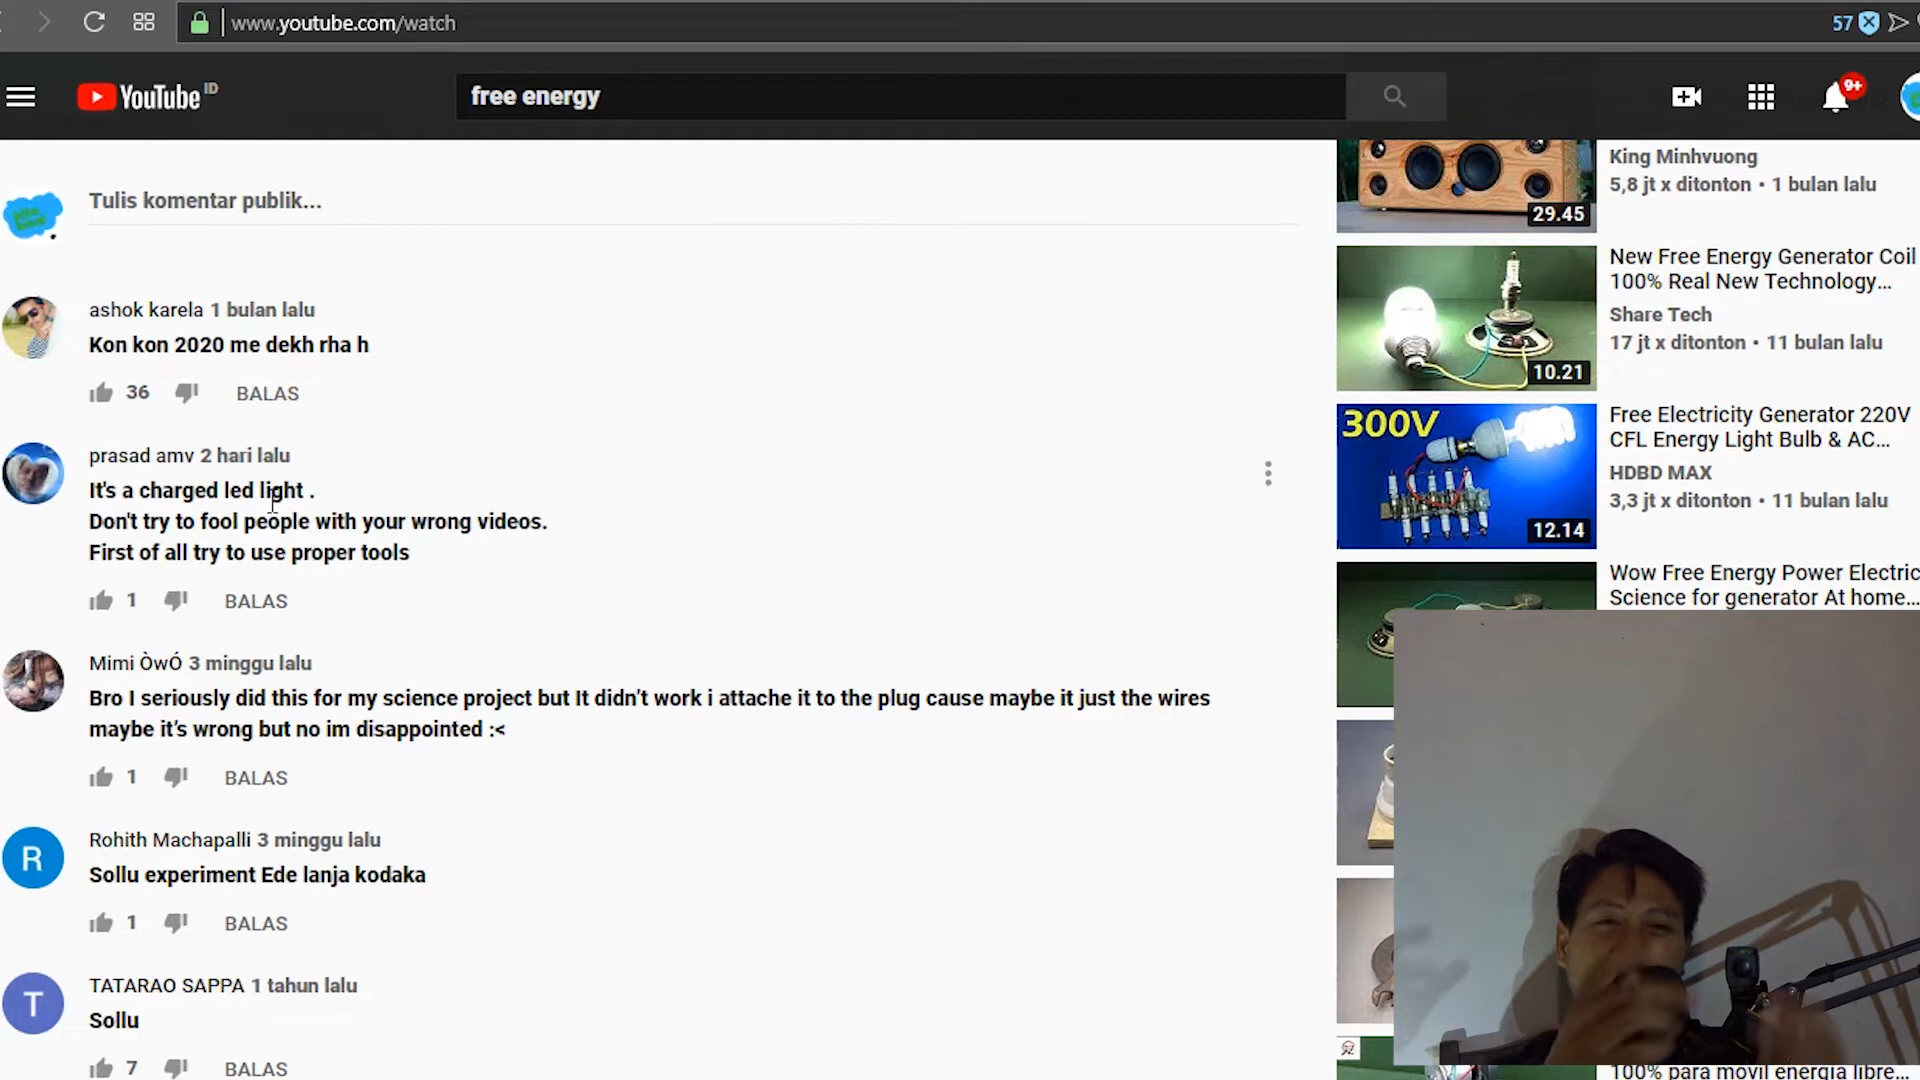 www.youtube.com/watch
57
YouTube ID
free energy
9+
Tulis komentar publik...
ashok karela 1 bulan lalu
Kon kon 2020 me dekh rha h
36 BALAS
prasad amv 2 hari lalu
It's a charged led light .
Don't try to fool people with your wrong videos.
First of all try to use proper tools
1 BALAS
Mimi ÒwÓ 3 minggu lalu
Bro I seriously did this for my science project but It didn't work i attache it to the plug cause maybe it just the wires
maybe it's wrong but no im disappointed :<
1 BALAS
Rohith Machapalli 3 minggu lalu
Sollu experiment Ede lanja kodaka
1 BALAS
R
TATARAO SAPPA 1 tahun lalu
Sollu
7 BALAS
T
King Minhvuong
5,8 jt x ditonton • 1 bulan lalu
29.45
New Free Energy Generator Coil
100% Real New Technology...
Share Tech
17 jt x ditonton • 11 bulan lalu
10.21
300V
Free Electricity Generator 220V
CFL Energy Light Bulb & AC...
HDBD MAX
3,3 jt x ditonton • 11 bulan lalu
12.14
Wow Free Energy Power Electric
Science for generator At home...
100% para movil energia libre...